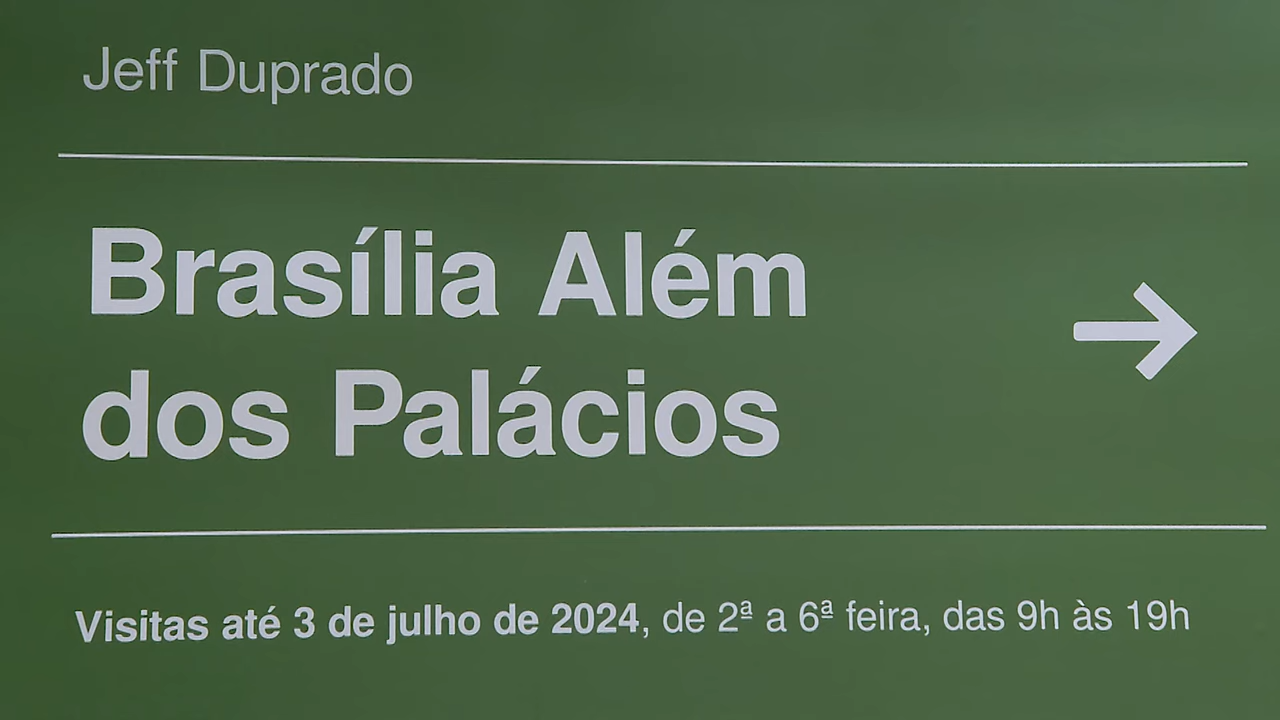 Jeff Duprado
Brasília Além
dos Palácios
Visitas até 3 de julho de 2024, de 2ª a 6ª feira, das 9h às 19h